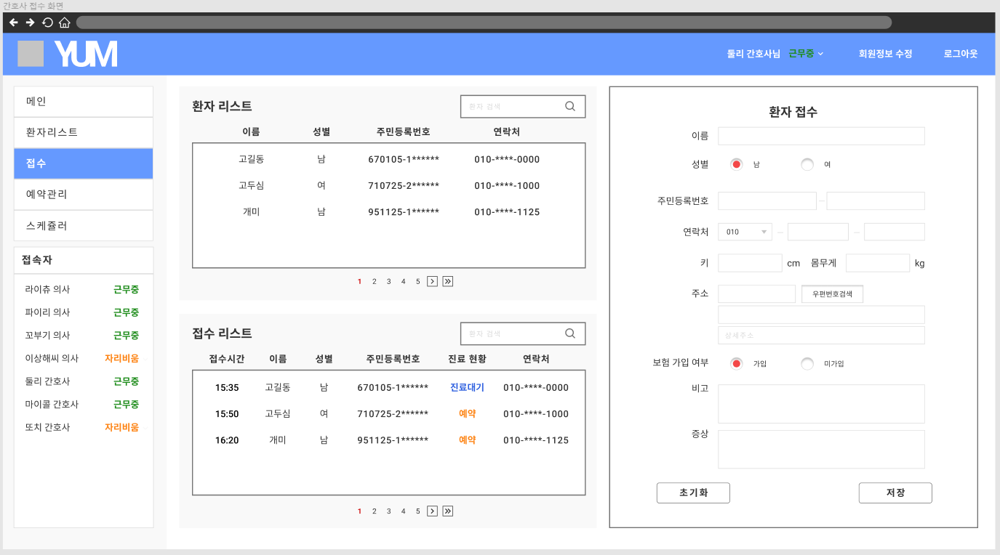 간호사 접수 화면
YUM
둘리 간호사님 근무중 회원정보 수정 로그아웃
메인
환자리스트
접수
예약관리
스케쥴러
접속자
라이츄 의사 근무중
파이리 의사 근무중
꼬부기 의사 근무중
이상해씨 의사 자리비움
둘리 간호사 근무중
마이콜 간호사 근무중
또치 간호사 자리비움
환자 리스트 환자 검색
이름 성별 주민등록번호 연락처
고길동 남 670105-1****** 010-****-0000
고두심 여 710725-2****** 010-****-1000
개미 남 951125-1****** 010-****-1125
1 2 3 4 5 > »
접수 리스트 환자 검색
접수시간 이름 성별 주민등록번호 진료 현황 연락처
15:35 고길동 남 670105-1****** 진료대기 010-****-0000
15:50 고두심 여 710725-2****** 예약 010-****-1000
16:20 개미 남 951125-1****** 예약 010-****-1125
1 2 3 4 5 > »
환자 접수
이름
성별 남 여
주민등록번호 –
연락처 010 – –
키 cm 몸무게 kg
주소 우편번호검색
상세주소
보험 가입 여부 가입 미가입
비고
증상
초기화 저장